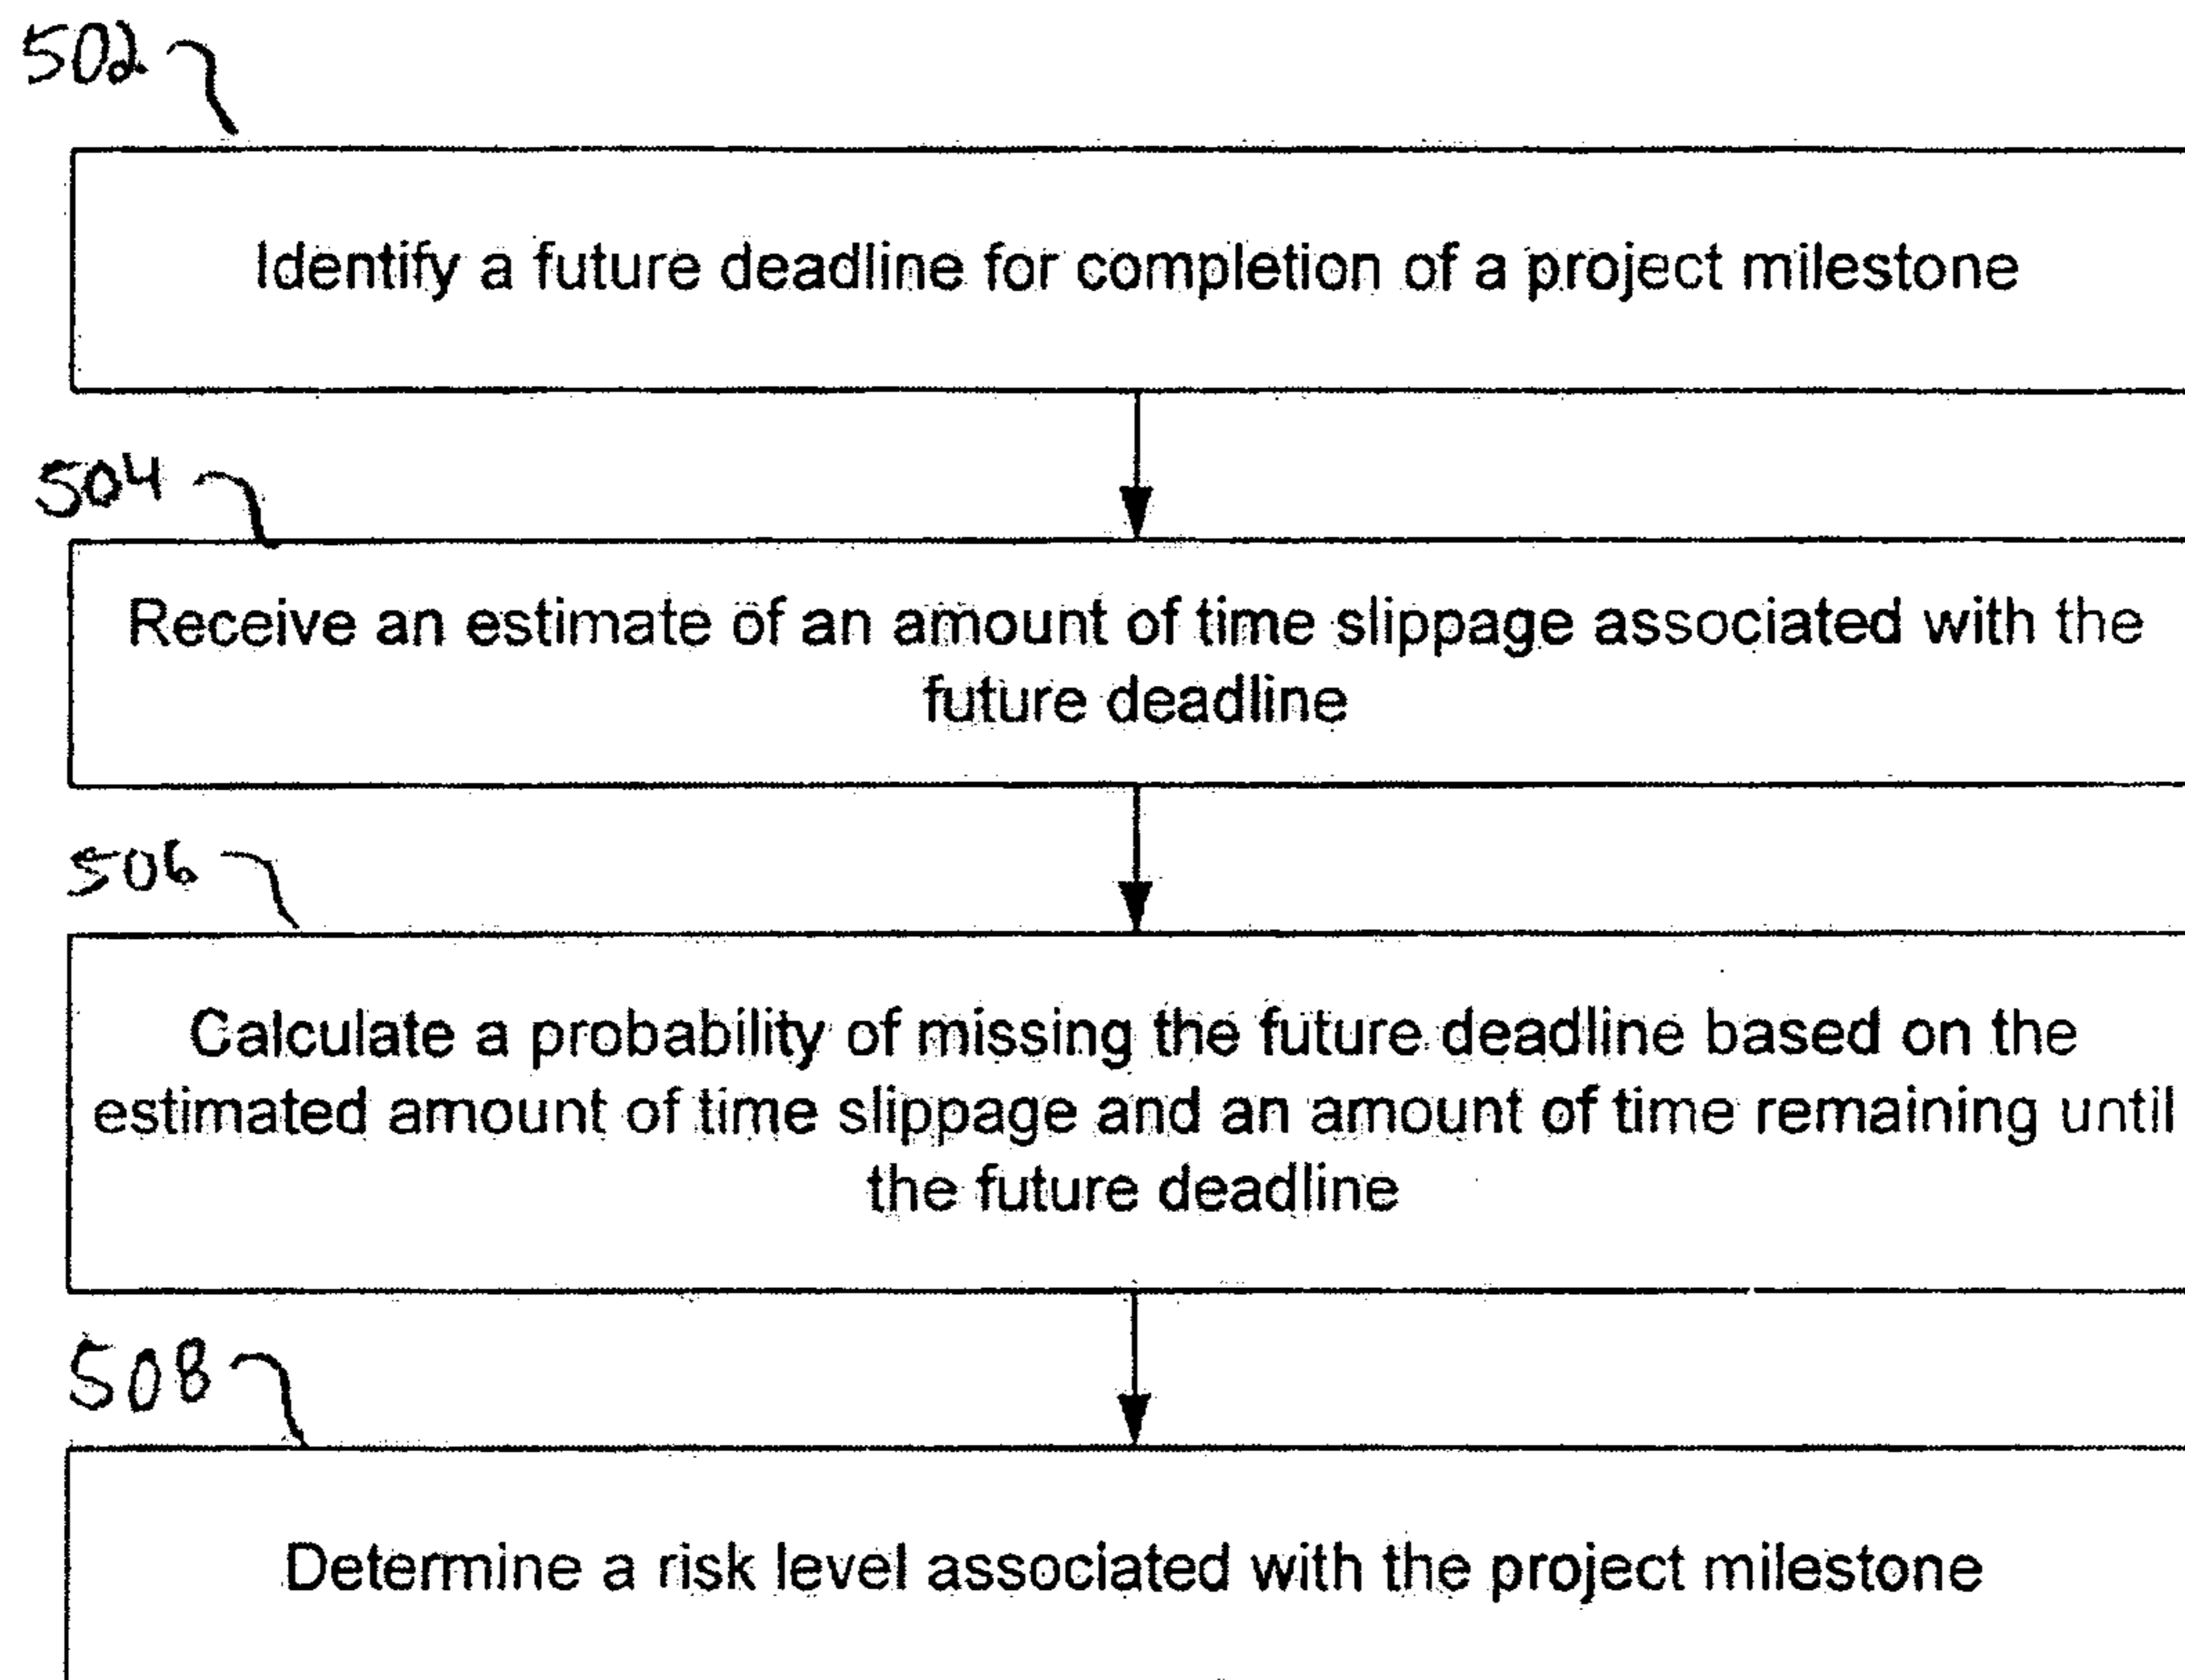 502
Identify a future deadline for completion of a project milestone
504
Receive an estimate of an amount of time slippage associated with the
future deadline
506
Calculate a probability of missing the future deadline based on the
estimated amount of time slippage and an amount of time remaining until
the future deadline
508
Determine a risk level associated with the project milestone